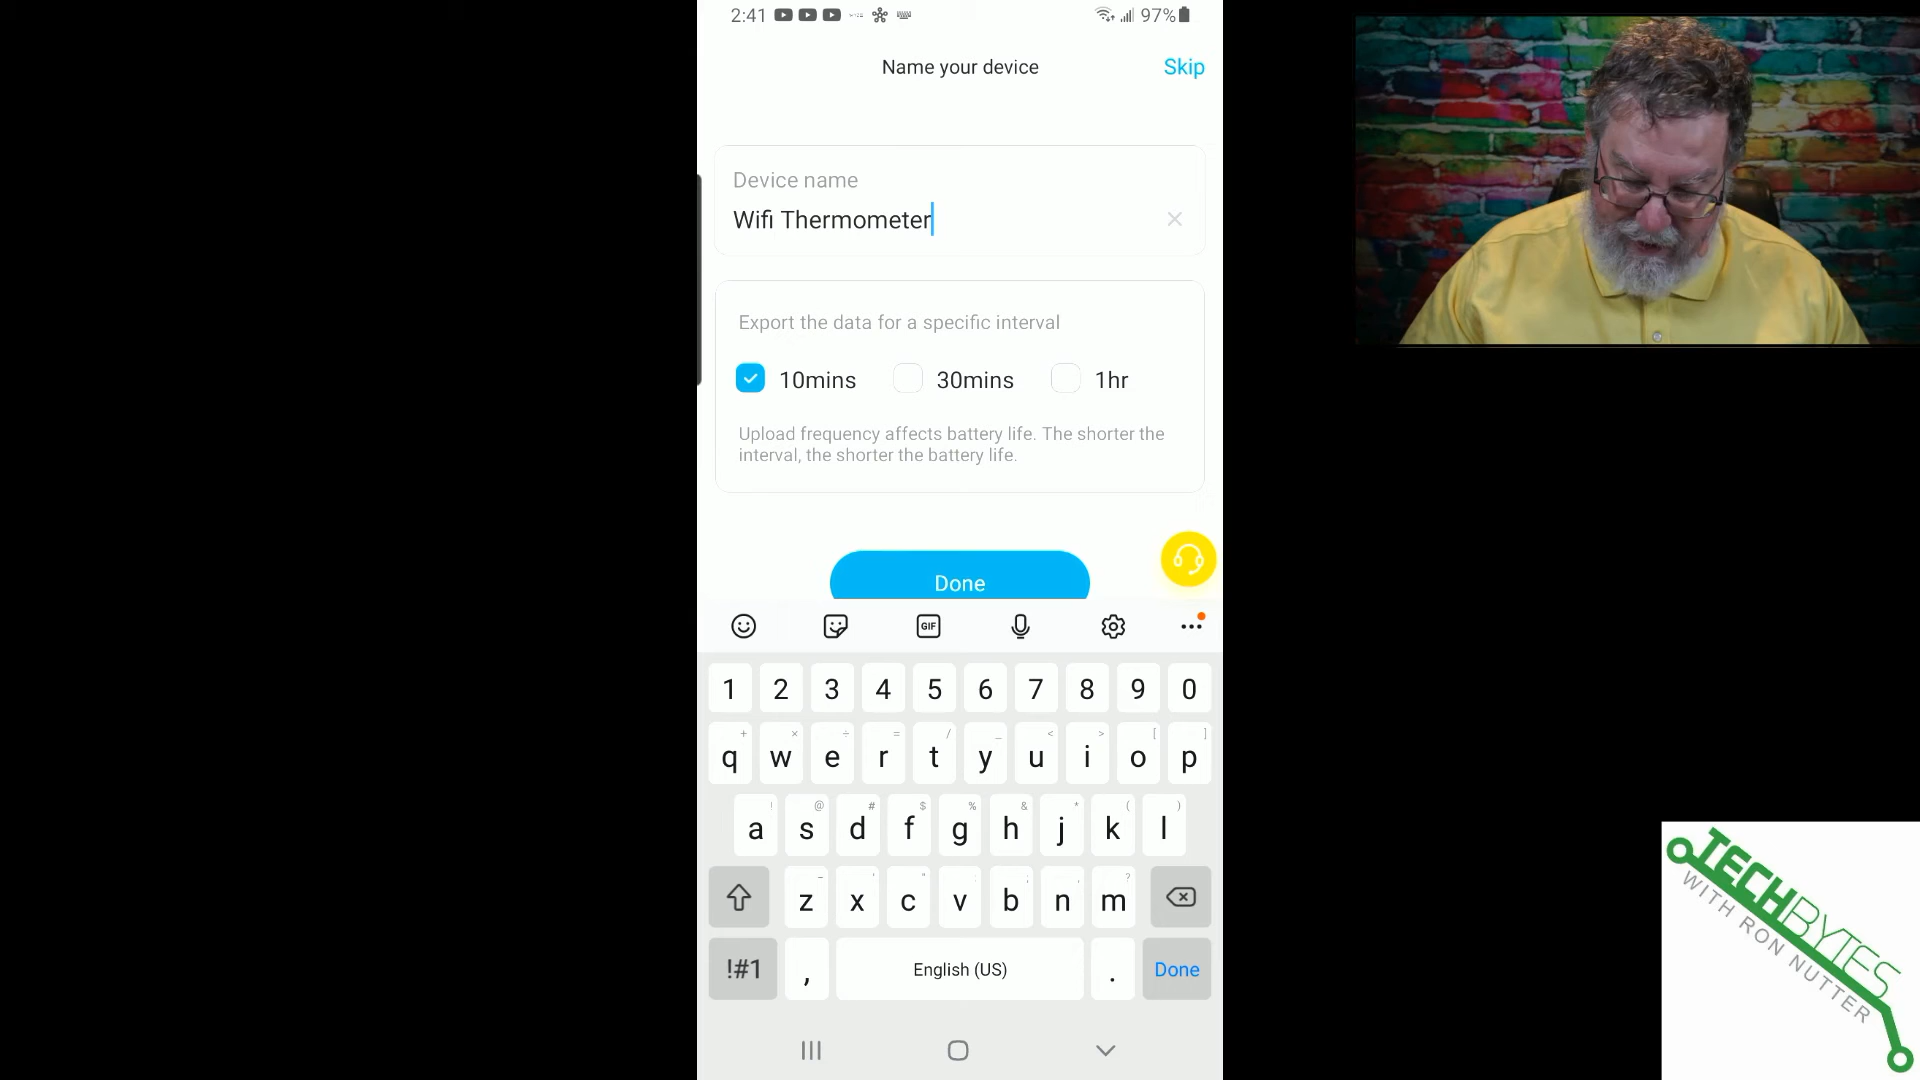 2:41
97%
Name your device
Skip
Device name
Wifi Thermometer
Export the data for a specific interval
10mins
30mins
1hr
Upload frequency affects battery life. The shorter the
interval, the shorter the battery life.
Done
GIF
1 2 3 4 5 6 7 8 9 0
+ × ÷ = / _ < > [ ]
q w e r t y u i o p
! @ # $ % & * ( )
a s d f g h j k l
- ' " : ; , ?
z x c v b n m
!#1 , English (US) . Done
TECHBYTES
WITH RON NUTTER